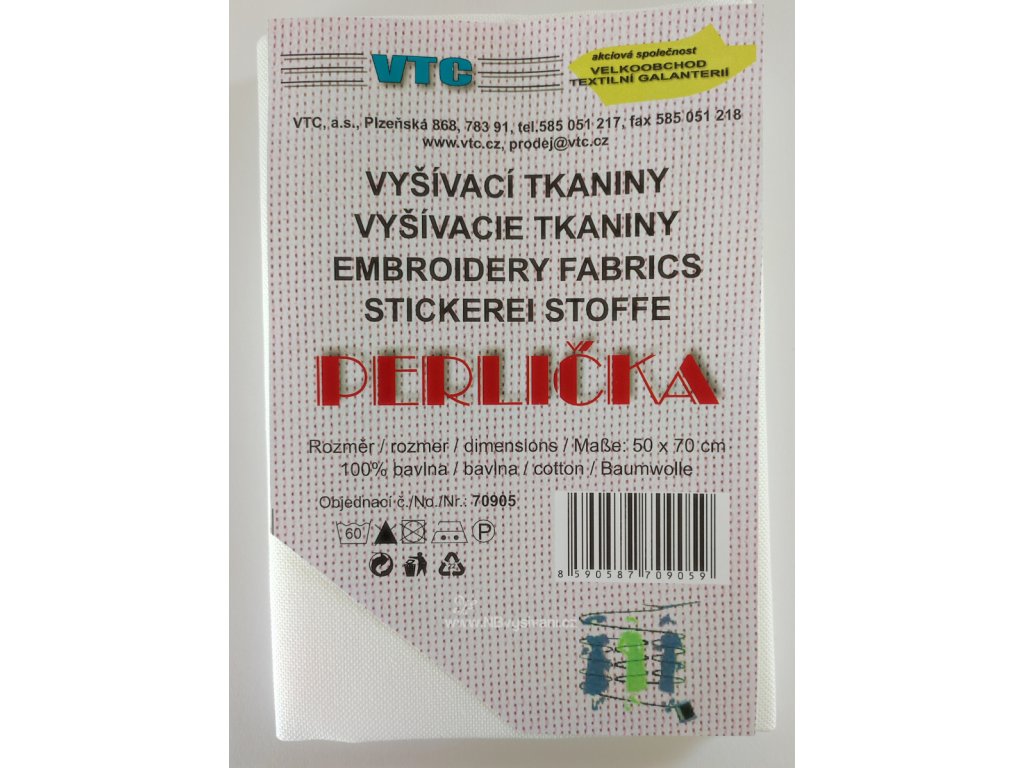 VTC
akciová společnost
VELKOOBCHOD
TEXTILNÍ GALANTERIÍ
VTC, a.s., Plzeňská 868, 783 91, tel.585 051 217, fax 585 051 218
www.vtc.cz, prodej@vtc.cz
VYŠÍVACÍ TKANINY
VYŠÍVACIE TKANINY
EMBROIDERY FABRICS
STICKEREI STOFFE
PERLIČKA
Rozměr / rozmer / dimensions / Maße: 50 x 70 cm
100% bavlna / bavlna / cotton / Baumwolle
Objednací č./No./Nr.: 70905
60 P
8 590587 709059